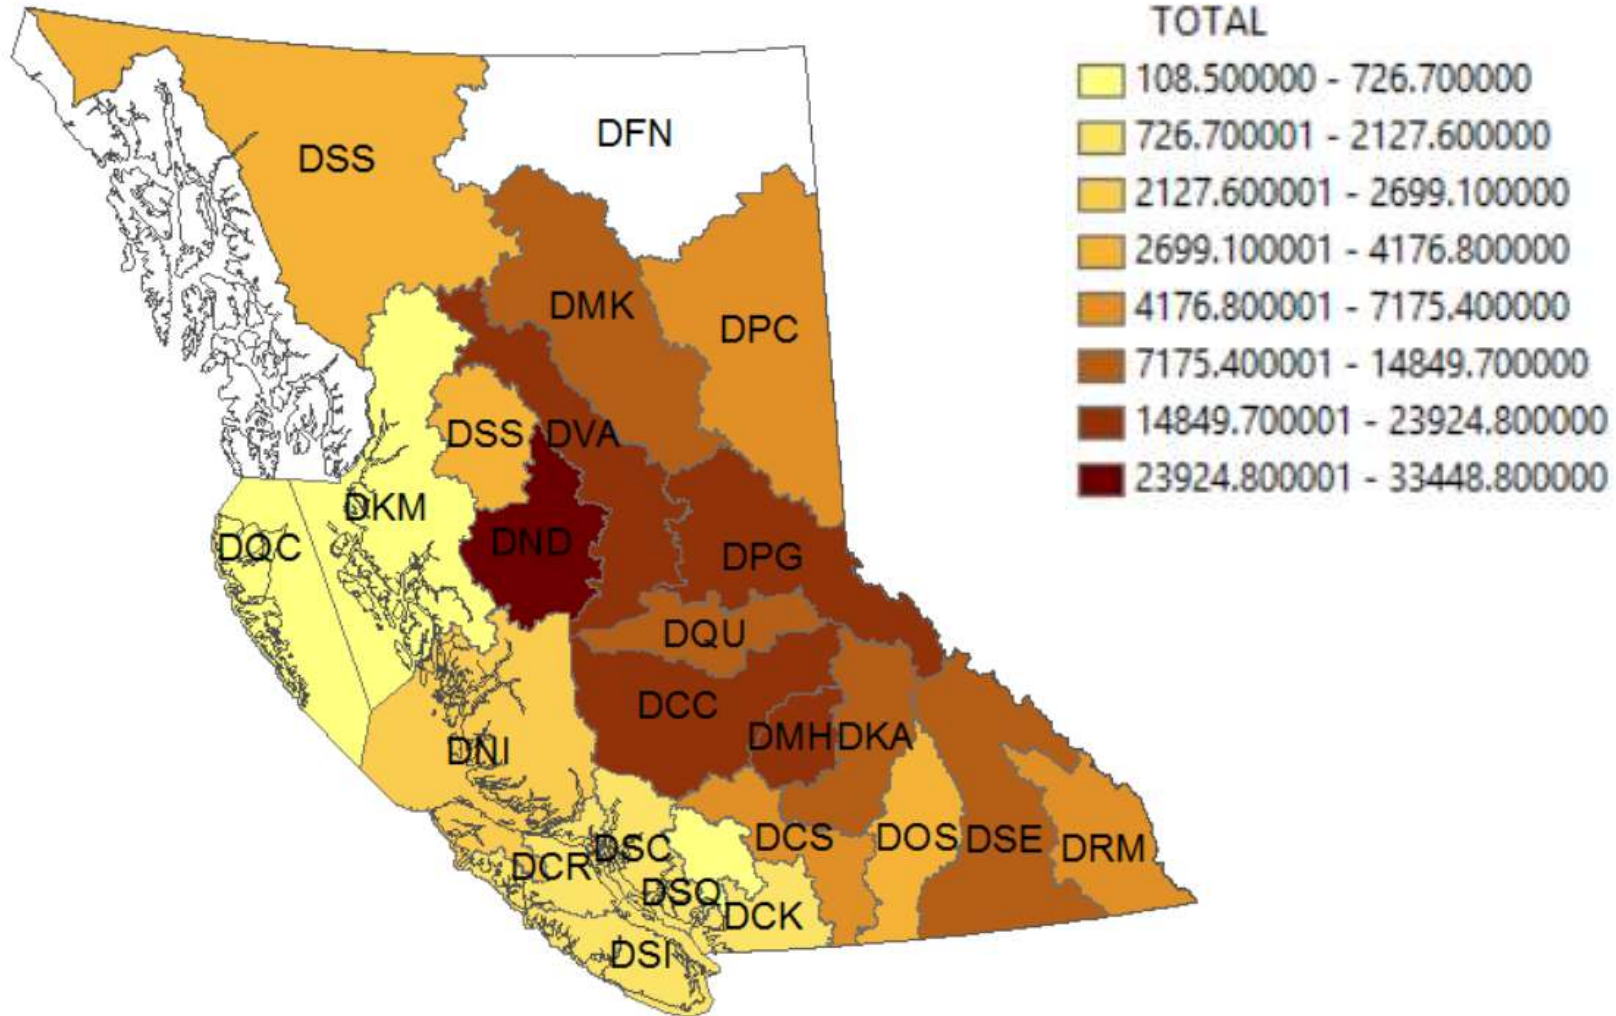 TOTAL
108.500000 - 726.700000
726.700001 - 2127.600000
2127.600001 - 2699.100000
2699.100001 - 4176.800000
4176.800001 - 7175.400000
7175.400001 - 14849.700000
14849.700001 - 23924.800000
23924.800001 - 33448.800000
DFN
DSS
DMK
DPC
DSS
DVA
DKM
DQC
DND
DPG
DQU
DCC
DMH
DKA
DNI
DCS
DOS
DSE
DRM
DSC
DCR
DSQ
DCK
DSI